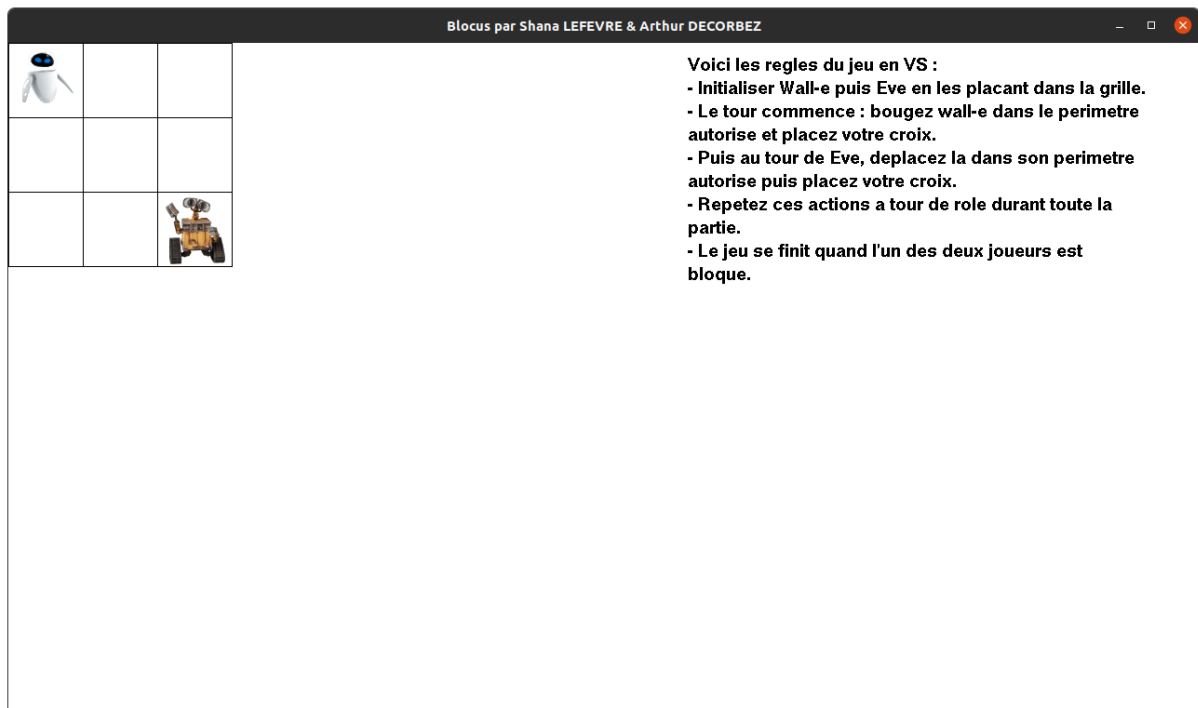 Blocus par Shana LEFEVRE & Arthur DECORBEZ
Voici les regles du jeu en VS :
- Initialiser Wall-e puis Eve en les placant dans la grille.
- Le tour commence : bougez wall-e dans le perimetre
autorise et placez votre croix.
- Puis au tour de Eve, deplacez la dans son perimetre
autorise puis placez votre croix.
- Repetez ces actions a tour de role durant toute la
partie.
- Le jeu se finit quand l'un des deux joueurs est
bloque.